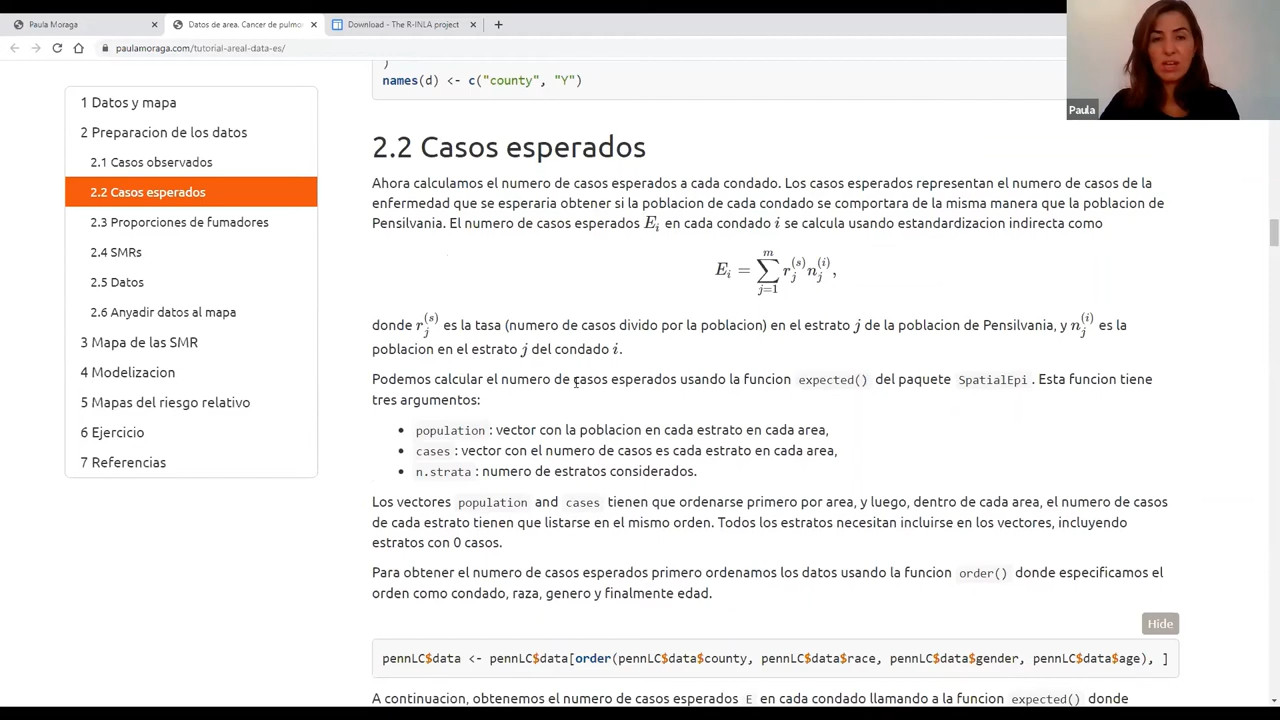 Paula Moraga
Datos de area. Cancer de pulmo
Download - The R-INLA project
paulamoraga.com/tutorial-areal-data-es/
Paula
1 Datos y mapa
2 Preparacion de los datos
2.1 Casos observados
2.2 Casos esperados
2.3 Proporciones de fumadores
2.4 SMRs
2.5 Datos
2.6 Anyadir datos al mapa
3 Mapa de las SMR
4 Modelizacion
5 Mapas del riesgo relativo
6 Ejercicio
7 Referencias
)
names(d) <- c("county", "Y")
2.2 Casos esperados
Ahora calculamos el numero de casos esperados a cada condado. Los casos esperados representan el numero de casos de la
enfermedad que se esperaria obtener si la poblacion de cada condado se comportara de la misma manera que la poblacion de
Pensilvania. El numero de casos esperados E_i en cada condado i se calcula usando estandardizacion indirecta como
E_i = ∑_{j=1}^{m} r_j^{(s)} n_j^{(i)},
donde r_j^{(s)} es la tasa (numero de casos divido por la poblacion) en el estrato j de la poblacion de Pensilvania, y n_j^{(i)} es la
poblacion en el estrato j del condado i.
Podemos calcular el numero de casos esperados usando la funcion expected() del paquete SpatialEpi. Esta funcion tiene
tres argumentos:
• population : vector con la poblacion en cada estrato en cada area,
• cases : vector con el numero de casos es cada estrato en cada area,
• n.strata : numero de estratos considerados.
Los vectores population and cases tienen que ordenarse primero por area, y luego, dentro de cada area, el numero de casos
de cada estrato tienen que listarse en el mismo orden. Todos los estratos necesitan incluirse en los vectores, incluyendo
estratos con 0 casos.
Para obtener el numero de casos esperados primero ordenamos los datos usando la funcion order() donde especificamos el
orden como condado, raza, genero y finalmente edad.
Hide
pennLC$data <- pennLC$data[order(pennLC$data$county, pennLC$data$race, pennLC$data$gender, pennLC$data$age), ]
A continuacion, obtenemos el numero de casos esperados E en cada condado llamando a la funcion expected() donde